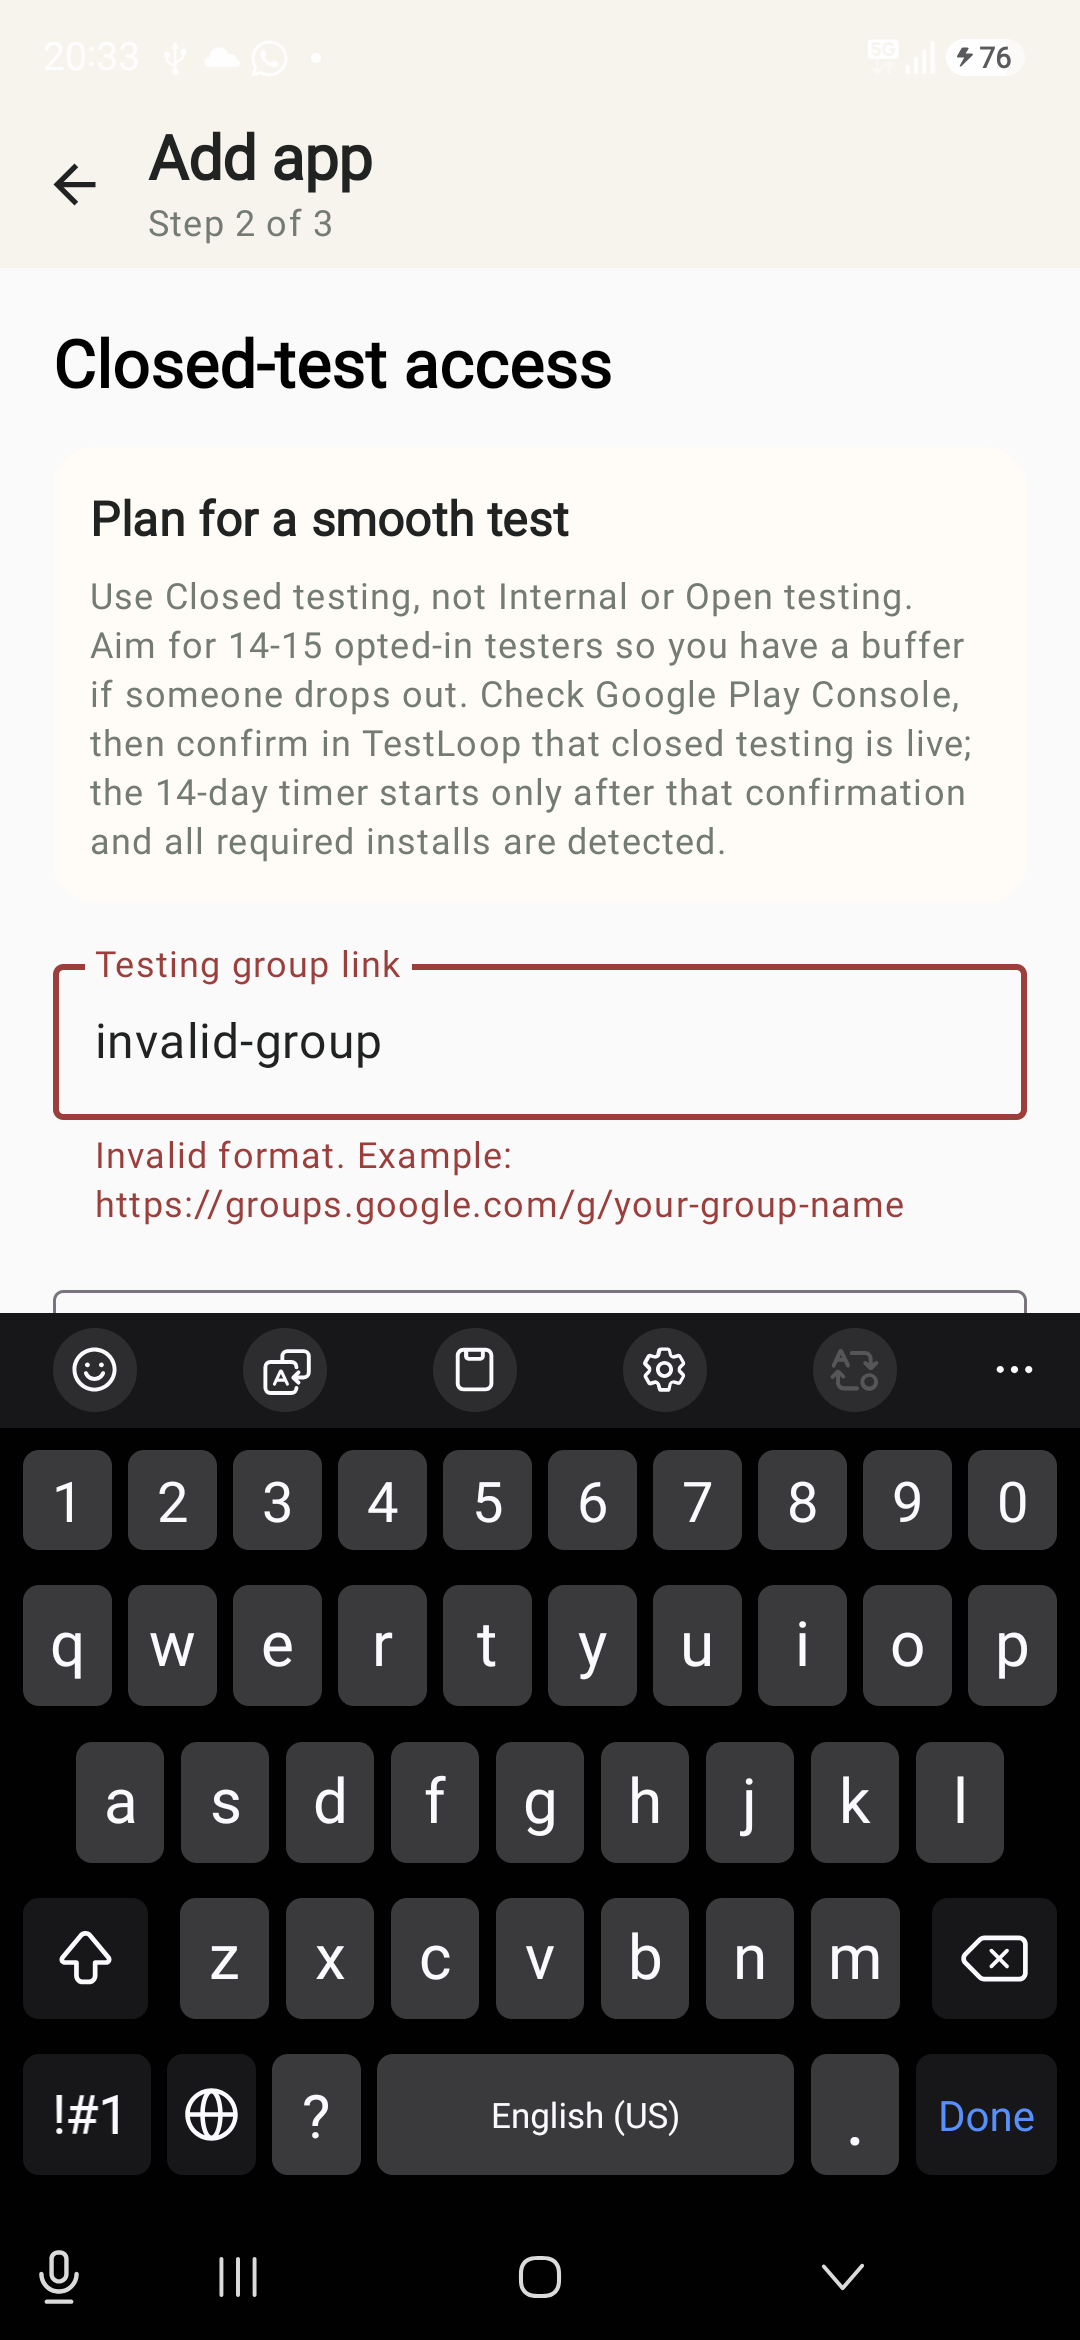 20:33
5G
76
Add app
Step 2 of 3
Closed-test access
Plan for a smooth test
Use Closed testing, not Internal or Open testing.
Aim for 14-15 opted-in testers so you have a buffer
if someone drops out. Check Google Play Console,
then confirm in TestLoop that closed testing is live;
the 14-day timer starts only after that confirmation
and all required installs are detected.
Testing group link
invalid-group
Invalid format. Example:
https://groups.google.com/g/your-group-name
1 2 3 4 5 6 7 8 9 0
q w e r t y u i o p
a s d f g h j k l
z x c v b n m
!#1 ? English (US) . Done